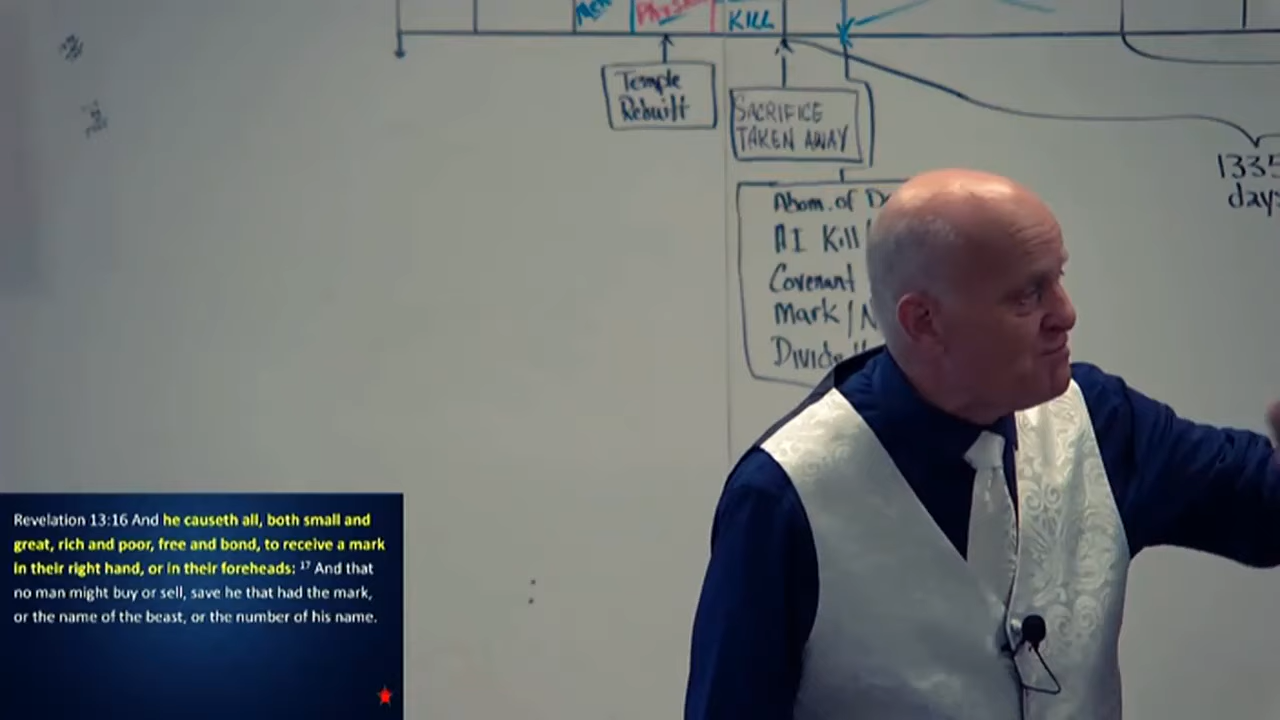 KILL
Temple
Rebuilt
SACRIFICE
TAKEN AWAY
1335
days
Abom. of
AI Kill
Covenant
Mark /
Divide
Revelation 13:16 And he causeth all, both small and
great, rich and poor, free and bond, to receive a mark
in their right hand, or in their foreheads: 17 And that
no man might buy or sell, save he that had the mark,
or the name of the beast, or the number of his name.